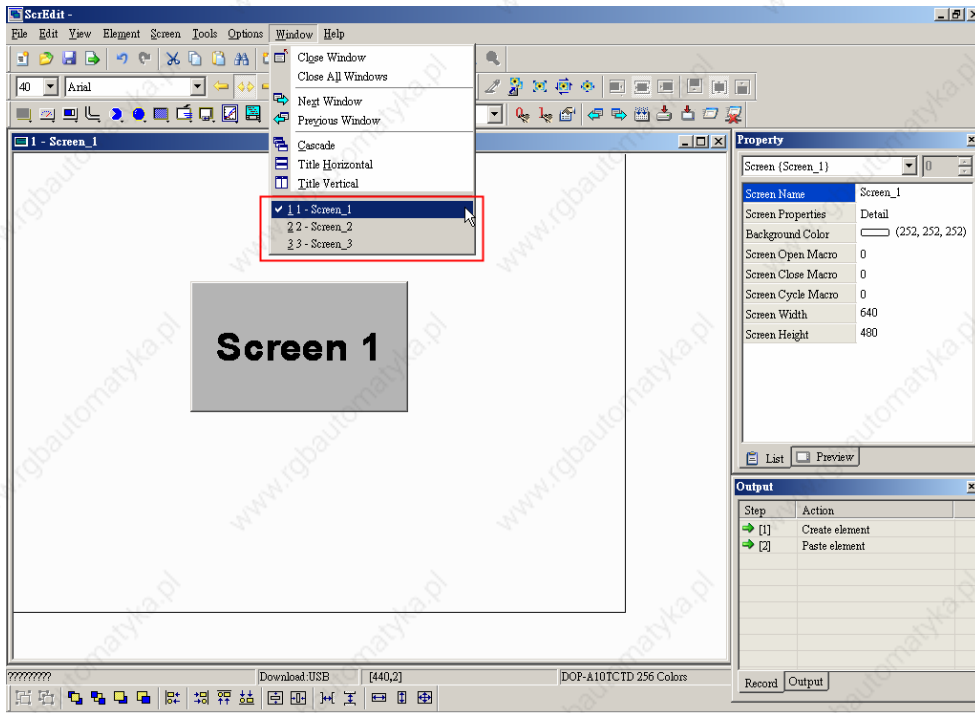 ScrEdit -
File Edit View Element Screen Tools Options Window Help
40 Arial
Close Window
Close All Windows
Next Window
Previous Window
Cascade
Title Horizontal
Title Vertical
1 1 - Screen_1
2 2 - Screen_2
3 3 - Screen_3
1 - Screen_1
Screen 1
Property
Screen {Screen_1} 0
Screen Name Screen_1
Screen Properties Detail
Background Color (252, 252, 252)
Screen Open Macro 0
Screen Close Macro 0
Screen Cycle Macro 0
Screen Width 640
Screen Height 480
List Preview
Output
Step Action
[1] Create element
[2] Paste element
Record Output
????????? Download:USB [440,2] DOP-A10TCTD 256 Colors
www.rgbautomatyka.pl